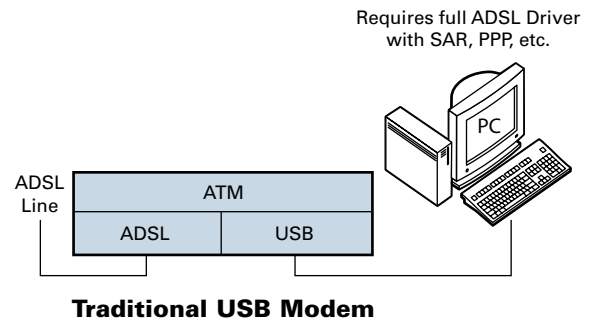 Requires full ADSL Driver
with SAR, PPP, etc.
PC
ADSL
Line
ATM
ADSL
USB
Traditional USB Modem